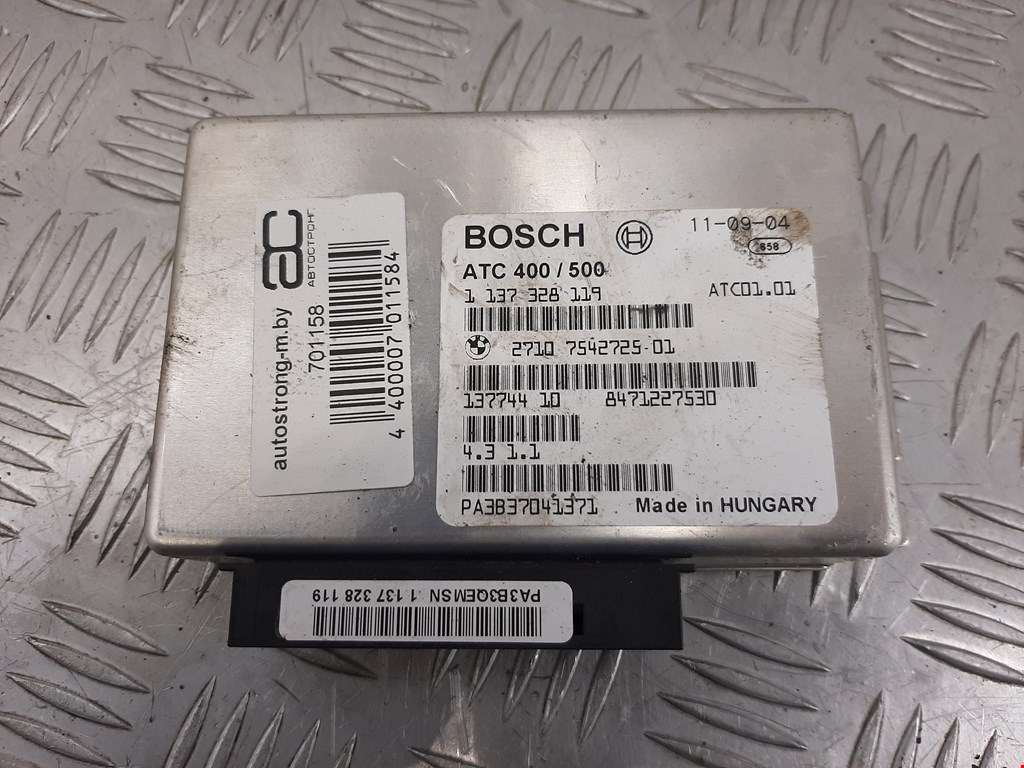 ac
АВТОСТРОНГ
autostrong-m.by
701158
4 400007 011584
BOSCH
11-09-04
658
ATC 400 / 500
1 137 328 119
ATC01.01
2710 7542725-01
137744 10 8471227530
4.3 1.1
PA3B37041371
Made in HUNGARY
PA3B3QEMSN 1 137 328 119